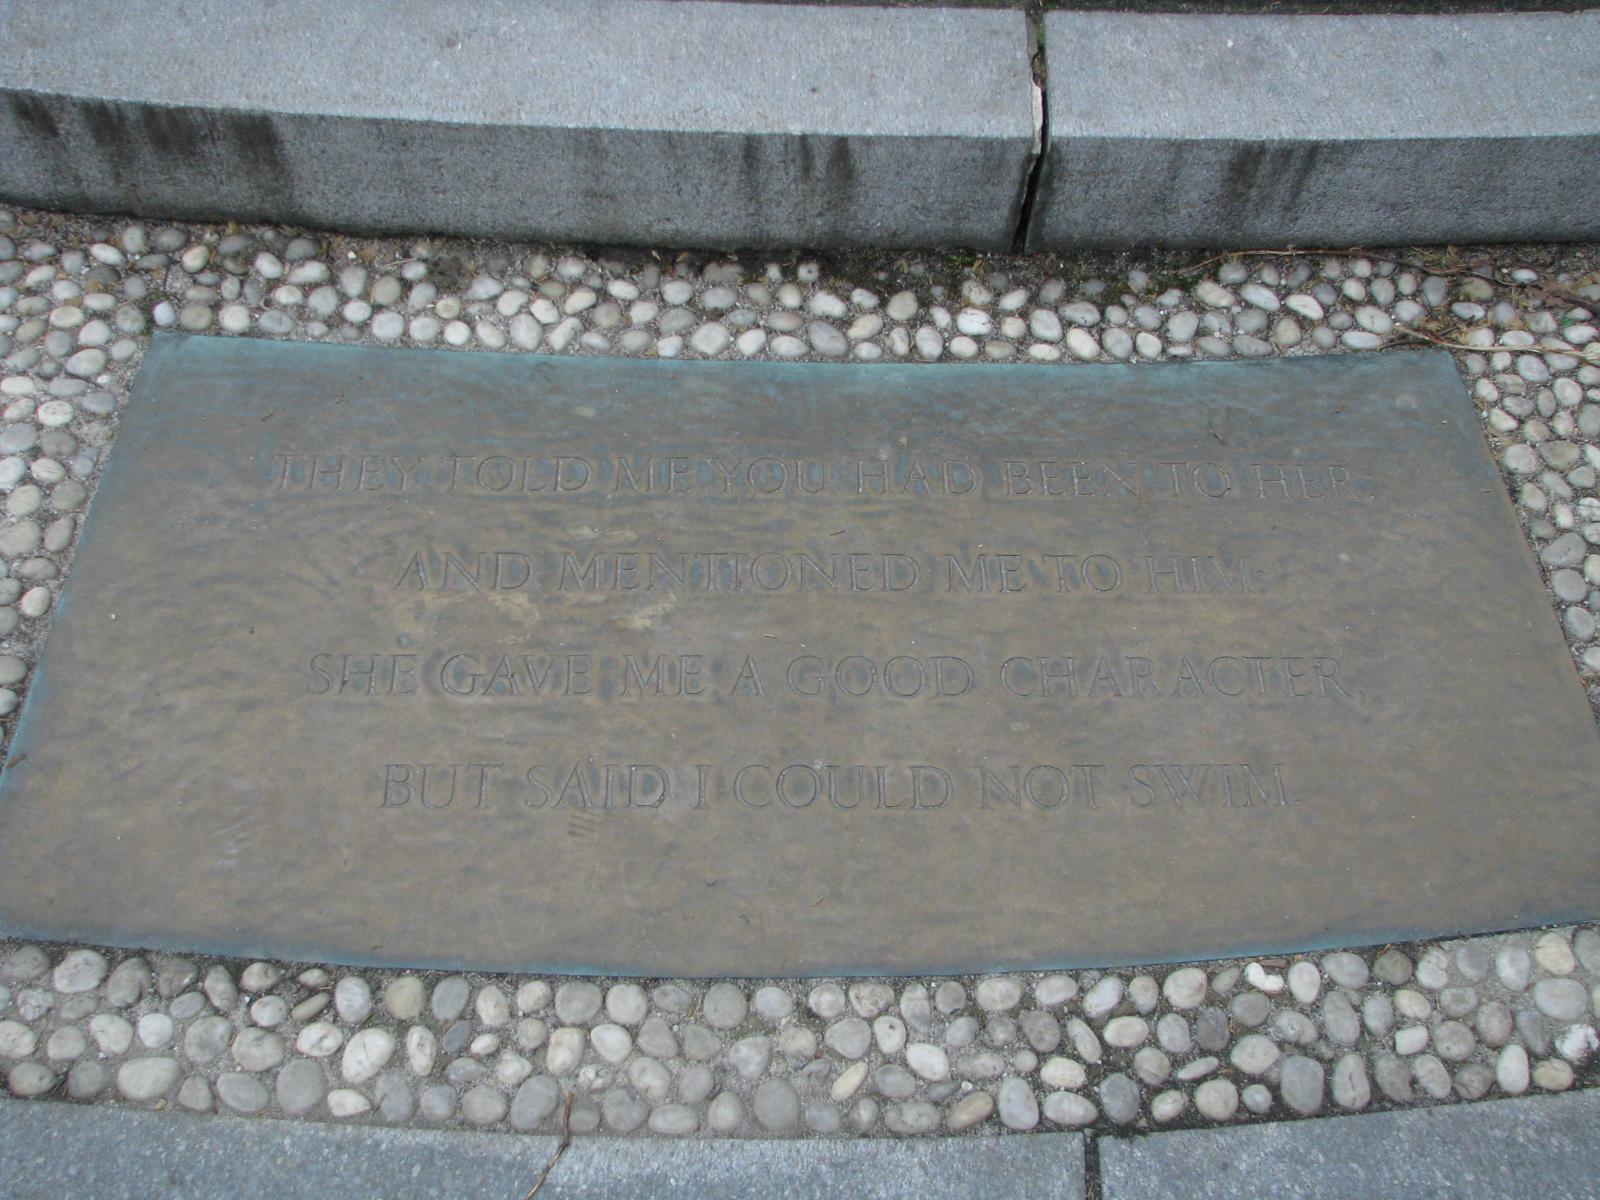 THEY TOLD ME YOU HAD BEEN TO HER,
AND MENTIONED ME TO HIM:
SHE GAVE ME A GOOD CHARACTER,
BUT SAID I COULD NOT SWIM.